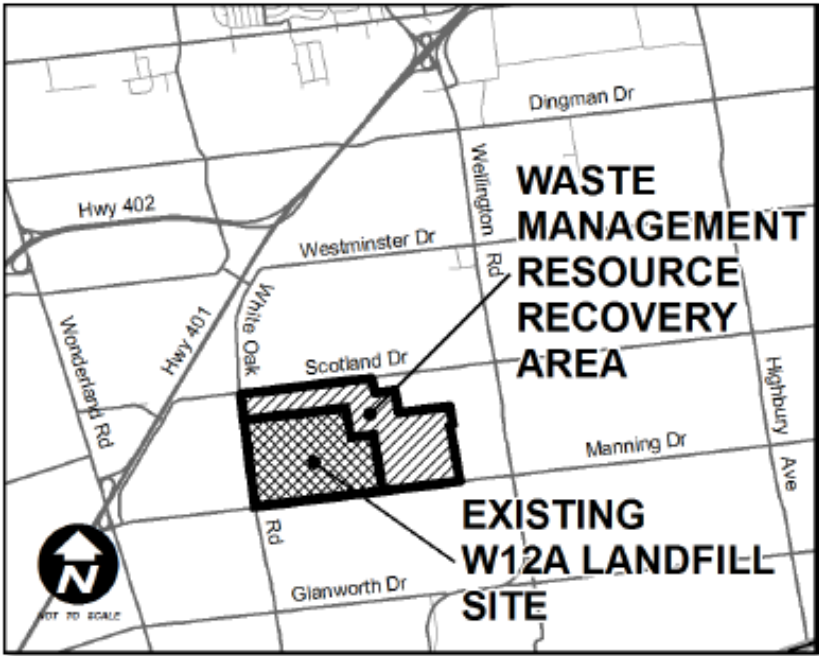 Dingman Dr
Wellington
Rd
WASTE
MANAGEMENT
RESOURCE
RECOVERY
AREA
Hwy 402
Westminster Dr
White Oak
Rd
Hwy 401
Wonderland Rd
Scotland Dr
Highbury
Ave
Manning Dr
EXISTING
W12A LANDFILL
SITE
Glanworth Dr
N
NOT TO SCALE